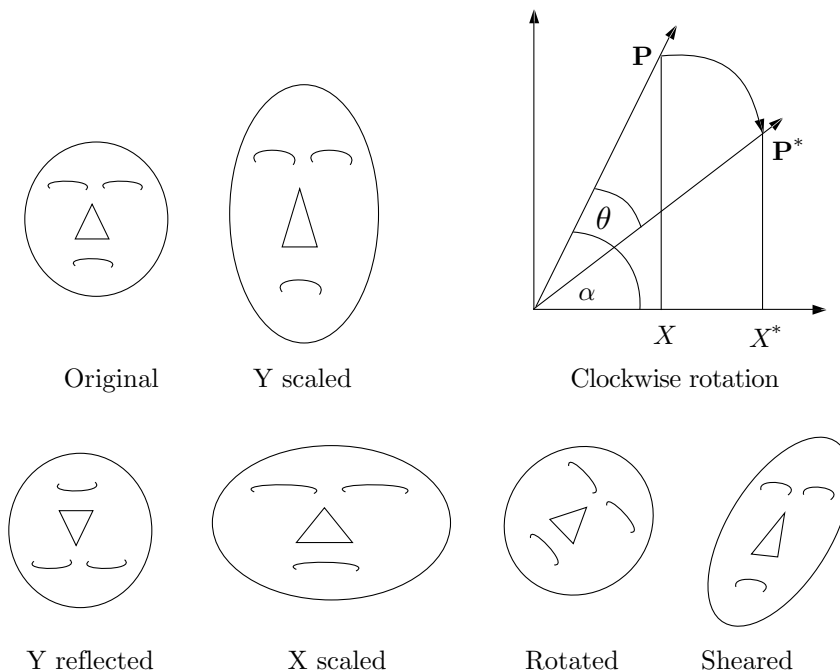 P
P*
θ
α
X X*
Original Y scaled Clockwise rotation
Y reflected X scaled Rotated Sheared